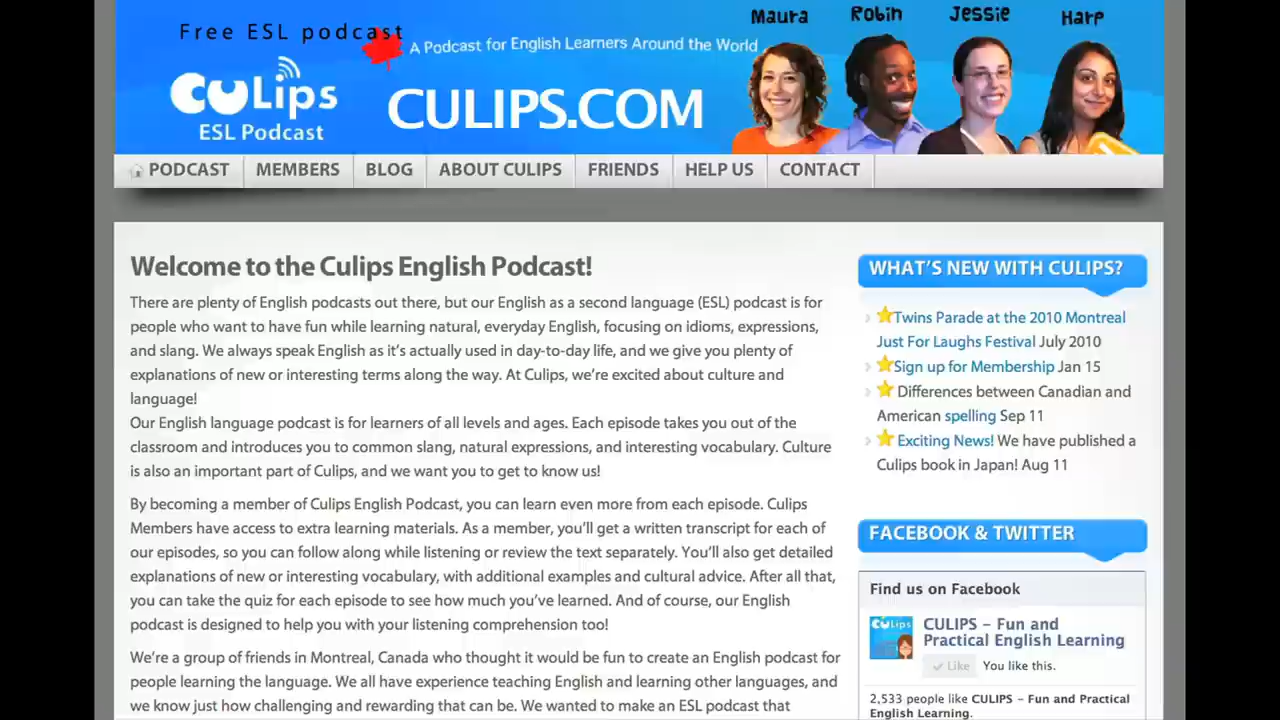 Free ESL podcast
A Podcast for English Learners Around the World
CULips
ESL Podcast
CULIPS.COM
Maura
Robin
Jessie
Harp
PODCAST
MEMBERS
BLOG
ABOUT CULIPS
FRIENDS
HELP US
CONTACT
Welcome to the Culips English Podcast!
There are plenty of English podcasts out there, but our English as a second language (ESL) podcast is for
people who want to have fun while learning natural, everyday English, focusing on idioms, expressions,
and slang. We always speak English as it's actually used in day-to-day life, and we give you plenty of
explanations of new or interesting terms along the way. At Culips, we're excited about culture and
language!
Our English language podcast is for learners of all levels and ages. Each episode takes you out of the
classroom and introduces you to common slang, natural expressions, and interesting vocabulary. Culture
is also an important part of Culips, and we want you to get to know us!
By becoming a member of Culips English Podcast, you can learn even more from each episode. Culips
Members have access to extra learning materials. As a member, you'll get a written transcript for each of
our episodes, so you can follow along while listening or review the text separately. You'll also get detailed
explanations of new or interesting vocabulary, with additional examples and cultural advice. After all that,
you can take the quiz for each episode to see how much you've learned. And of course, our English
podcast is designed to help you with your listening comprehension too!
We're a group of friends in Montreal, Canada who thought it would be fun to create an English podcast for
people learning the language. We all have experience teaching English and learning other languages, and
we know just how challenging and rewarding that can be. We wanted to make an ESL podcast that
WHAT'S NEW WITH CULIPS?
Twins Parade at the 2010 Montreal
Just For Laughs Festival July 2010
Sign up for Membership Jan 15
Differences between Canadian and
American spelling Sep 11
Exciting News! We have published a
Culips book in Japan! Aug 11
FACEBOOK & TWITTER
Find us on Facebook
CULips
CULIPS – Fun and
Practical English Learning
Like
You like this.
2,533 people like CULIPS – Fun and Practical
English Learning.